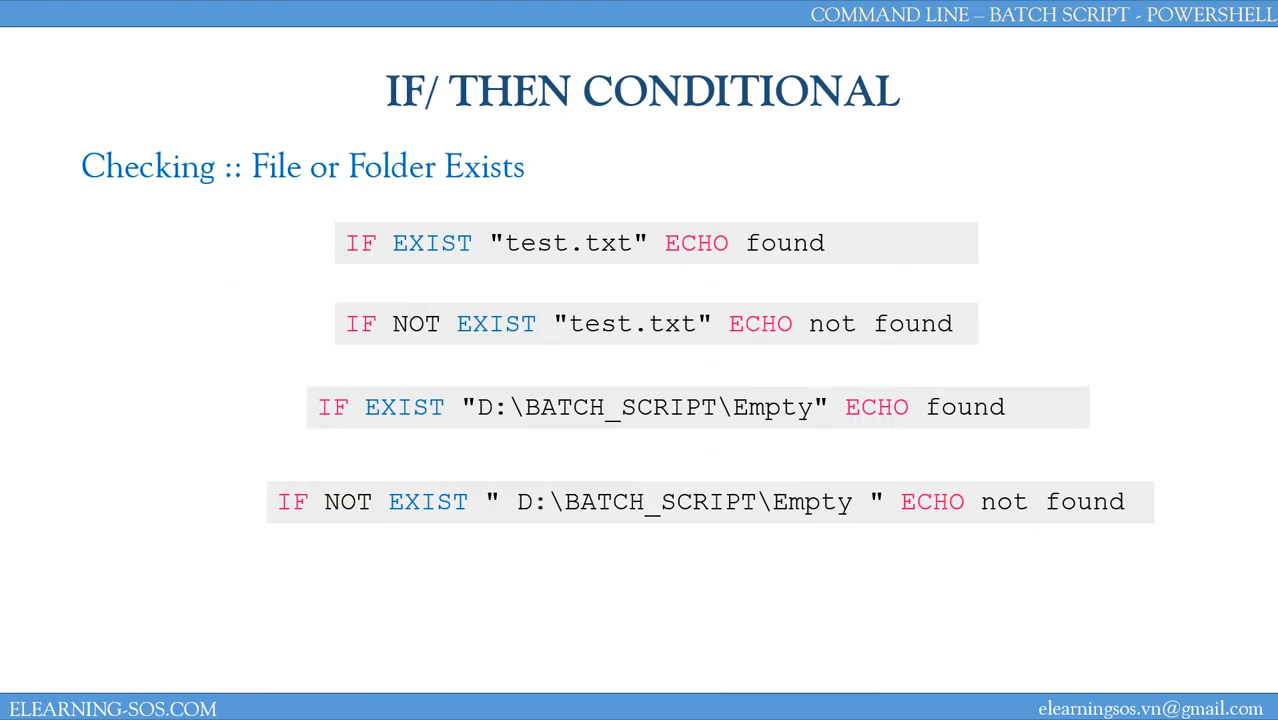 COMMAND LINE – BATCH SCRIPT - POWERSHELL
IF/ THEN CONDITIONAL
Checking :: File or Folder Exists
IF EXIST "test.txt" ECHO found
IF NOT EXIST "test.txt" ECHO not found
IF EXIST "D:\BATCH_SCRIPT\Empty" ECHO found
IF NOT EXIST " D:\BATCH_SCRIPT\Empty " ECHO not found
ELEARNING-SOS.COM
elearningsos.vn@gmail.com